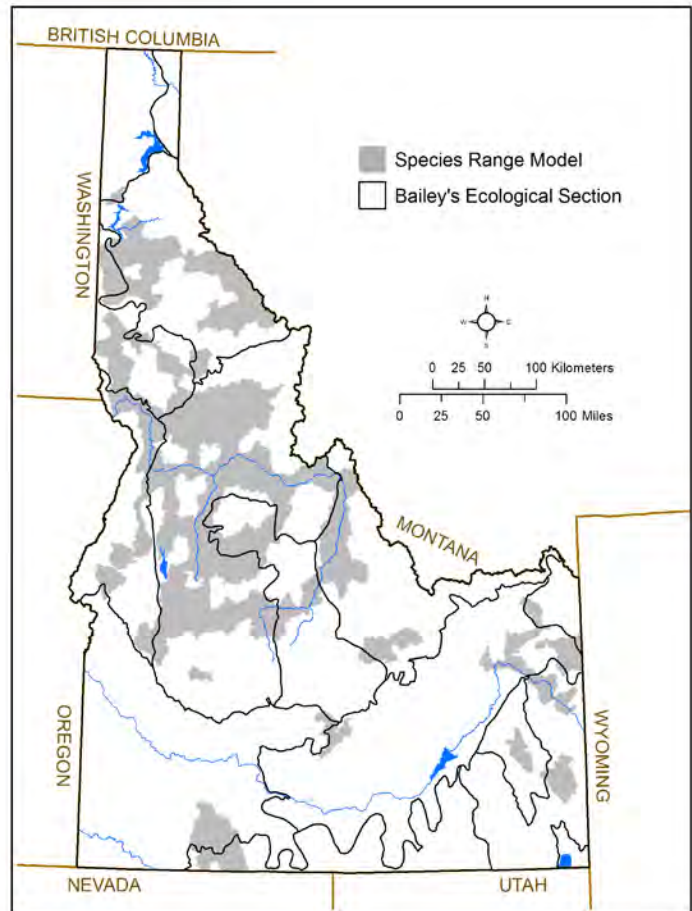 BRITISH COLUMBIA
WASHINGTON
Species Range Model
Bailey's Ecological Section
N
W E
S
0 25 50 100 Kilometers
0 25 50 100 Miles
MONTANA
OREGON
WYOMING
NEVADA
UTAH